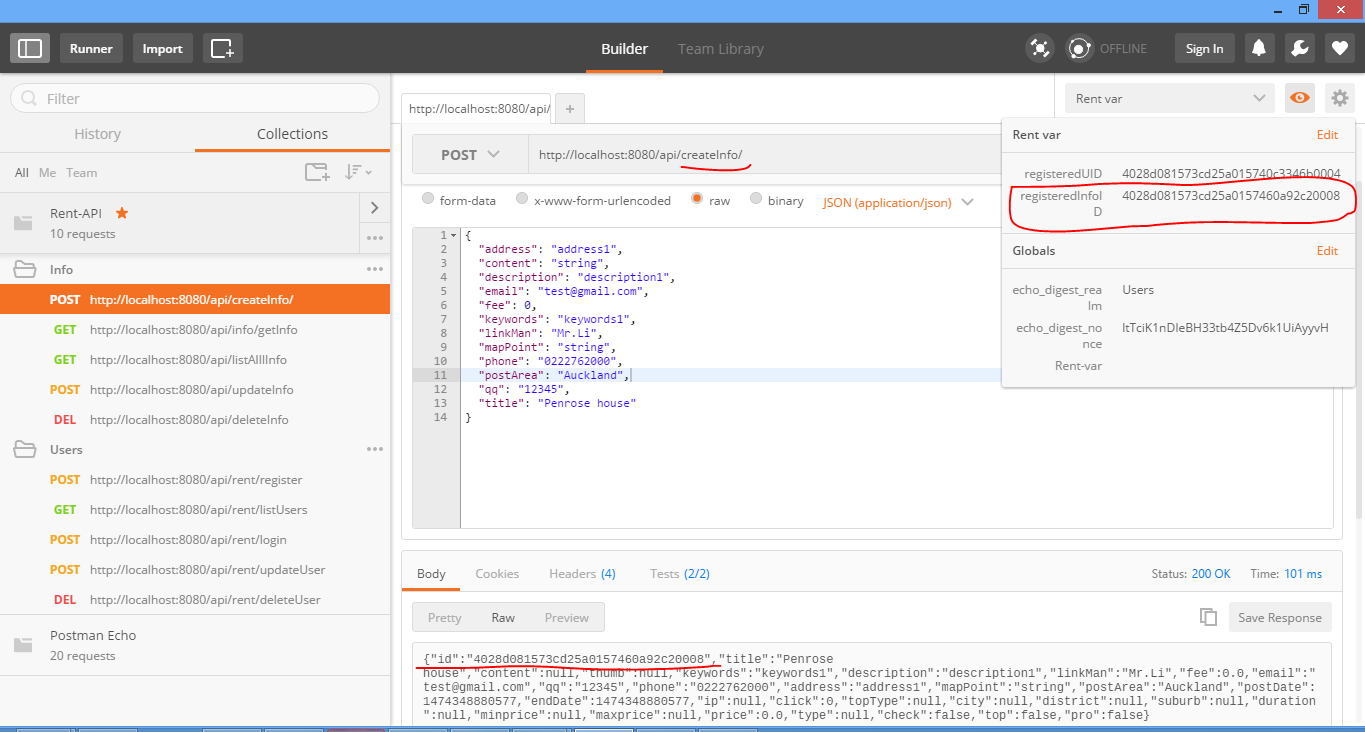 Runner
Import
Builder
Team Library
OFFLINE
Sign In
Filter
History
Collections
All Me Team
Rent-API
10 requests
Info
POST http://localhost:8080/api/createInfo/
GET http://localhost:8080/api/info/getInfo
GET http://localhost:8080/api/listAllIInfo
POST http://localhost:8080/api/updateInfo
DEL http://localhost:8080/api/deleteInfo
Users
POST http://localhost:8080/api/rent/register
GET http://localhost:8080/api/rent/listUsers
POST http://localhost:8080/api/rent/login
POST http://localhost:8080/api/rent/updateUser
DEL http://localhost:8080/api/rent/deleteUser
Postman Echo
20 requests
http://localhost:8080/api/
+
POST
http://localhost:8080/api/createInfo/
form-data x-www-form-urlencoded raw binary JSON (application/json)
1 {
2 "address": "address1",
3 "content": "string",
4 "description": "description1",
5 "email": "test@gmail.com",
6 "fee": 0,
7 "keywords": "keywords1",
8 "linkMan": "Mr.Li",
9 "mapPoint": "string",
10 "phone": "0222762000",
11 "postArea": "Auckland",
12 "qq": "12345",
13 "title": "Penrose house"
14 }
Rent var
Rent var Edit
registeredUID 4028d081573cd25a015740c3346b0004
registeredInfoI 4028d081573cd25a0157460a92c20008
D
Globals Edit
echo_digest_rea Users
lm
echo_digest_no ltTciK1nDIeBH33tb4Z5Dv6k1UiAyyvH
nce
Rent-var
Body Cookies Headers (4) Tests (2/2) Status: 200 OK Time: 101 ms
Pretty Raw Preview Save Response
{"id":"4028d081573cd25a0157460a92c20008","title":"Penrose
house","content":null,"thumb":null,"keywords":"keywords1","description":"description1","linkMan":"Mr.Li","fee":0.0,"email":"
test@gmail.com","qq":"12345","phone":"0222762000","address":"address1","mapPoint":"string","postArea":"Auckland","postDate":
1474348880577,"endDate":1474348880577,"ip":null,"click":0,"topType":null,"city":null,"district":null,"suburb":null,"duration
":null,"minprice":null,"maxprice":null,"price":0.0,"type":null,"check":false,"top":false,"pro":false}